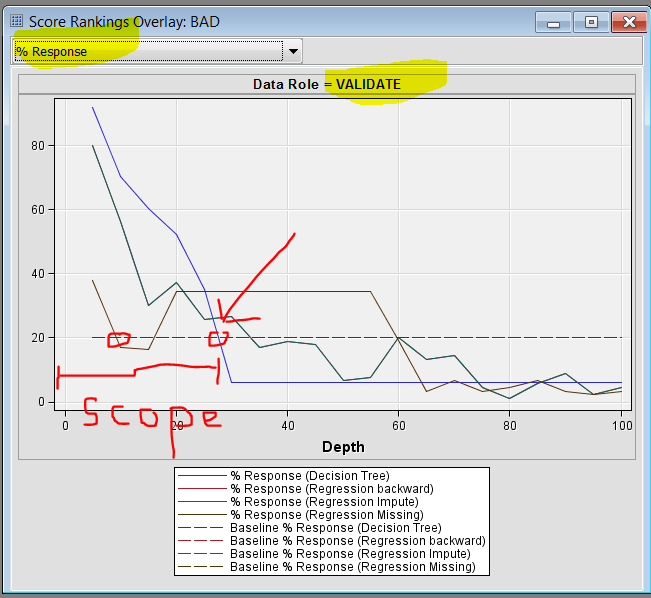 Score Rankings Overlay: BAD
% Response
Data Role = VALIDATE
80
60
40
20
0
0 20 40 60 80 100
scope
Depth
% Response (Decision Tree)
% Response (Regression backward)
% Response (Regression Impute)
% Response (Regression Missing)
Baseline % Response (Decision Tree)
Baseline % Response (Regression backward)
Baseline % Response (Regression Impute)
Baseline % Response (Regression Missing)